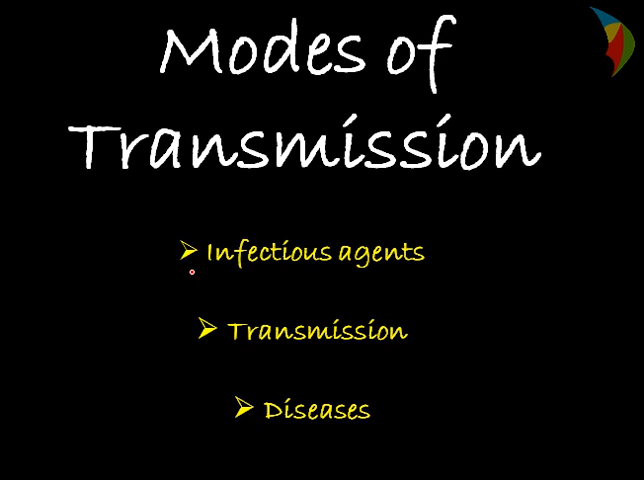 Modes of
Transmission
➢ Infectious agents
➢ Transmission
➢ Diseases